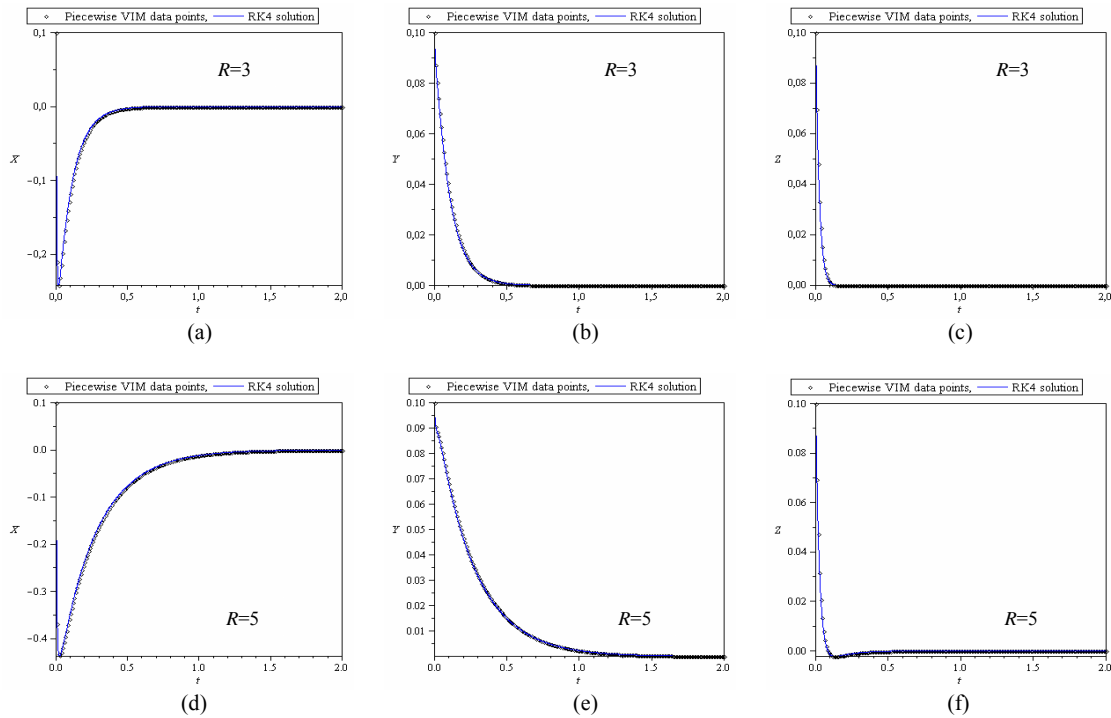 Piecewise VIM data points, RK4 solution
0,1
0,0
−0,1
−0,2
X
R=3
0,0 0,5 1,0 1,5 2,0
t
(a)
Piecewise VIM data points, RK4 solution
0,10
0,08
0,06
0,04
0,02
0,00
Y
R=3
0,0 0,5 1,0 1,5 2,0
t
(b)
Piecewise VIM data points, RK4 solution
0,10
0,08
0,06
0,04
0,02
0,00
Z
R=3
0,0 0,5 1,0 1,5 2,0
t
(c)
Piecewise VIM data points, RK4 solution
0.1
0.0
−0.1
−0.2
−0.3
−0.4
X
R=5
0.0 0.5 1.0 1.5 2.0
t
(d)
Piecewise VIM data points, RK4 solution
0.10
0.09
0.08
0.07
0.06
0.05
0.04
0.03
0.02
0.01
Y
R=5
0.0 0.5 1.0 1.5 2.0
t
(e)
Piecewise VIM data points, RK4 solution
0.10
0.08
0.06
0.04
0.02
0.00
Z
R=5
0.0 0.5 1.0 1.5 2.0
t
(f)